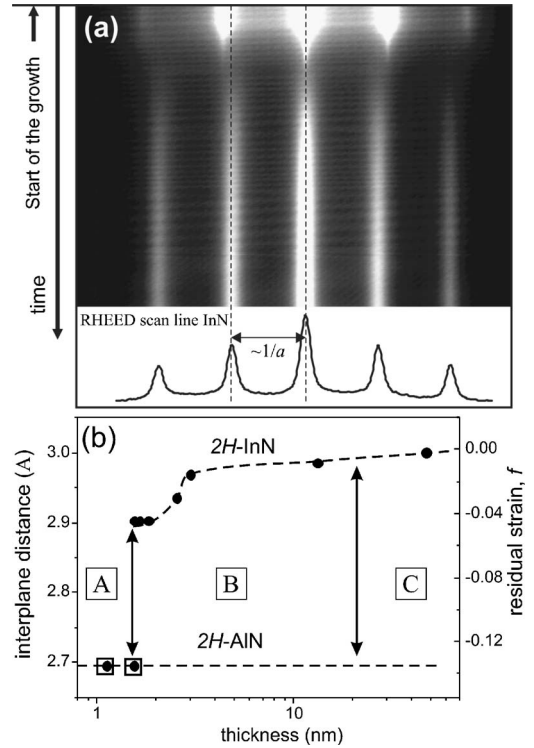 (a)
Start of the growth
time
RHEED scan line InN
~1/a
(b)
interplane distance (A)
3.0
2.9
2.8
2.7
2H-InN
A
B
C
2H-AlN
0.00
-0.04
-0.08
-0.12
residual strain, f
1
10
thickness (nm)